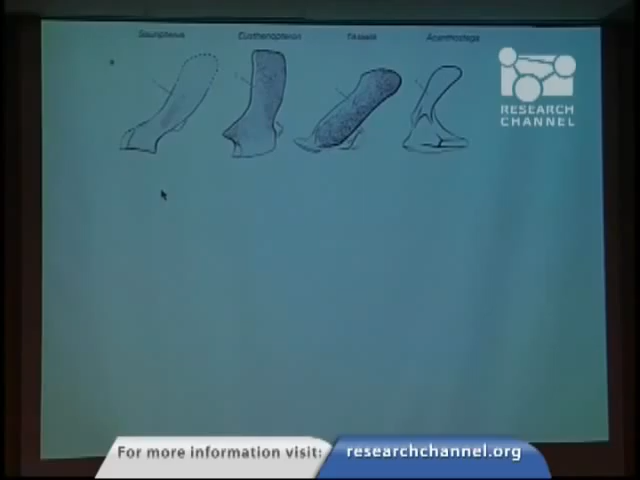 Sauripterus Eusthenopteron Tiktaalik Acanthostega
a
RESEARCH
CHANNEL
For more information visit: researchchannel.org